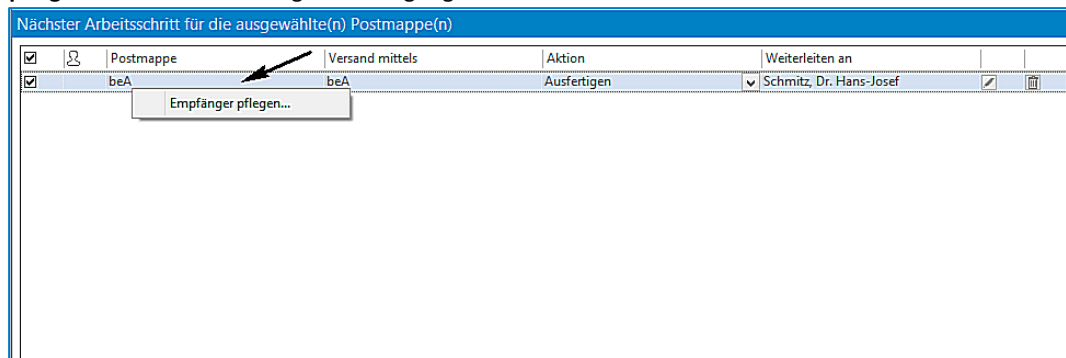 Nächster Arbeitsschritt für die ausgewählte(n) Postmappe(n)
Postmappe Versand mittels Aktion Weiterleiten an
beA beA Ausfertigen Schmitz, Dr. Hans-Josef
Empfänger pflegen...